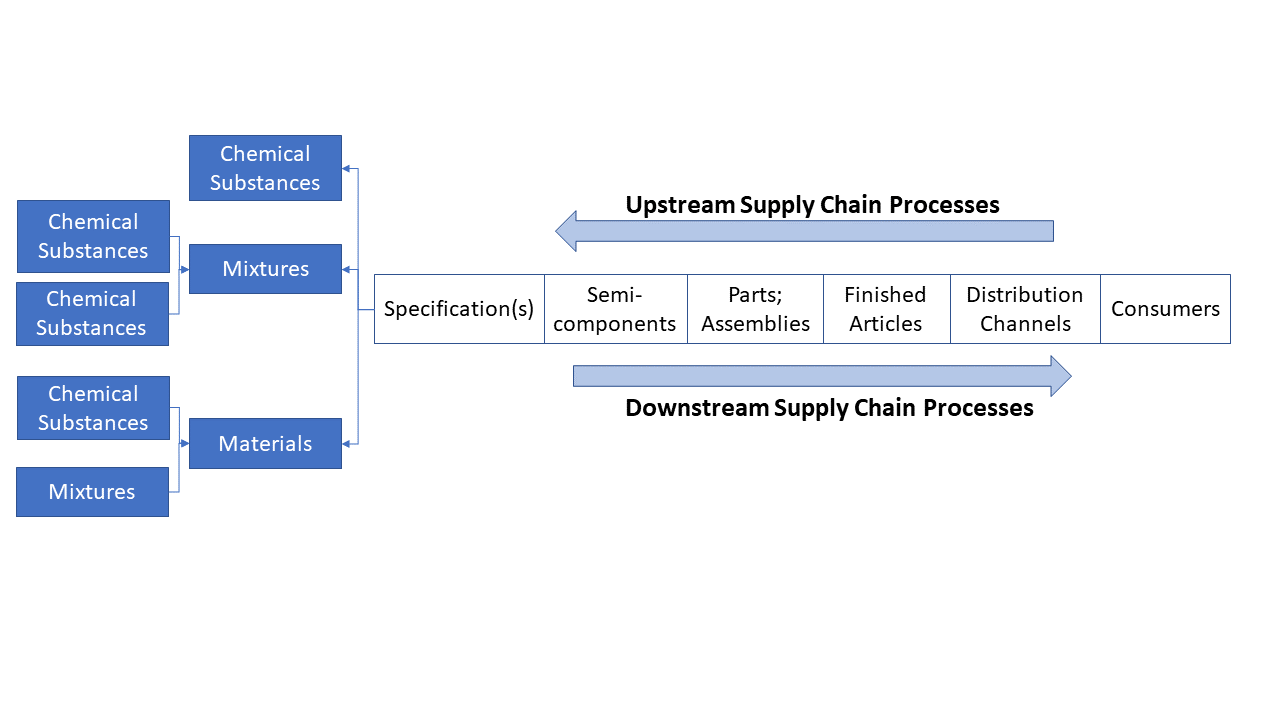 Chemical
Substances
Chemical
Substances
Mixtures
Chemical
Substances
Chemical
Substances
Materials
Mixtures
Upstream Supply Chain Processes
Specification(s)
Semi-
components
Parts;
Assemblies
Finished
Articles
Distribution
Channels
Consumers
Downstream Supply Chain Processes